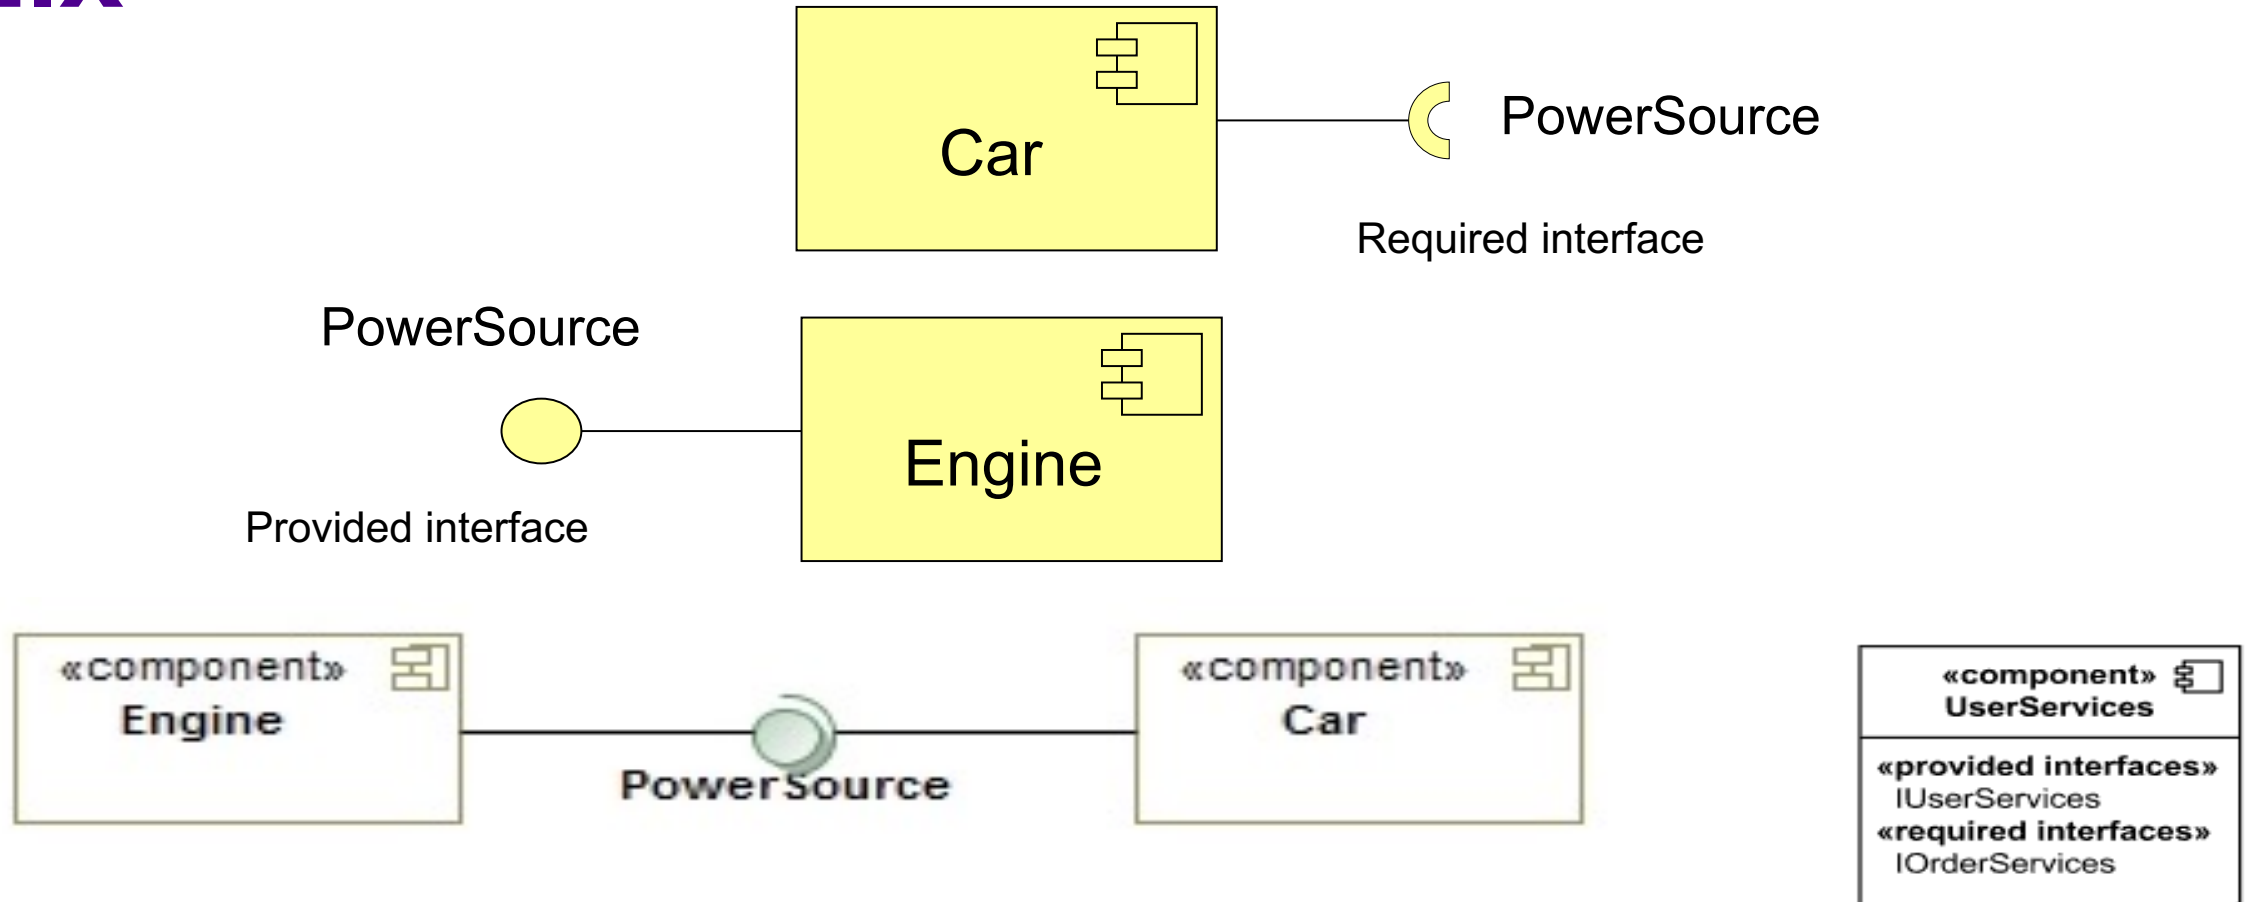 PowerSource
Car
Required interface
PowerSource
Engine
Provided interface
«component»
Engine
PowerSource
«component»
Car
«component»
UserServices
«provided interfaces»
IUserServices
«required interfaces»
IOrderServices